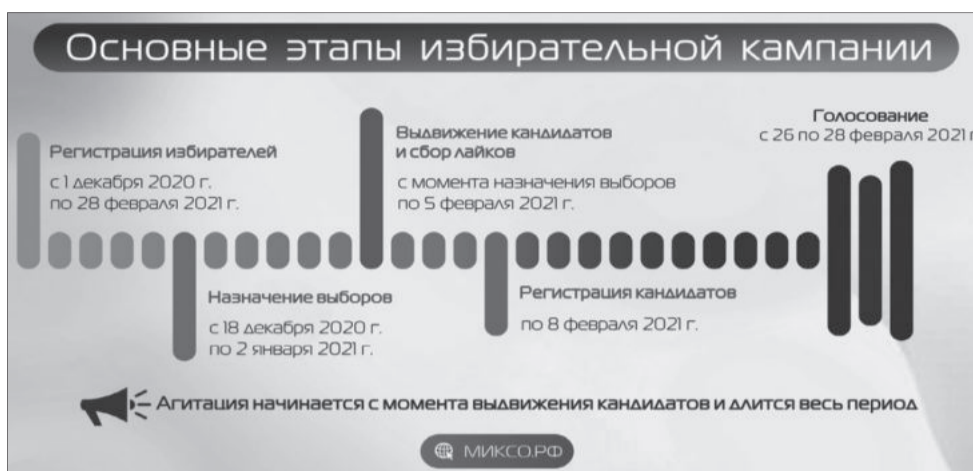 Основные этапы избирательной кампании
Регистрация избирателей
с 1 декабря 2020 г.
по 28 февраля 2021 г.
Назначение выборов
с 18 декабря 2020 г.
по 2 января 2021 г.
Выдвижение кандидатов
и сбор лайков
с момента назначения выборов
по 5 февраля 2021 г.
Регистрация кандидатов
по 8 февраля 2021 г.
Голосование
с 26 по 28 февраля 2021 г
Агитация начинается с момента выдвижения кандидатов и длится весь период
МИКСО.РФ